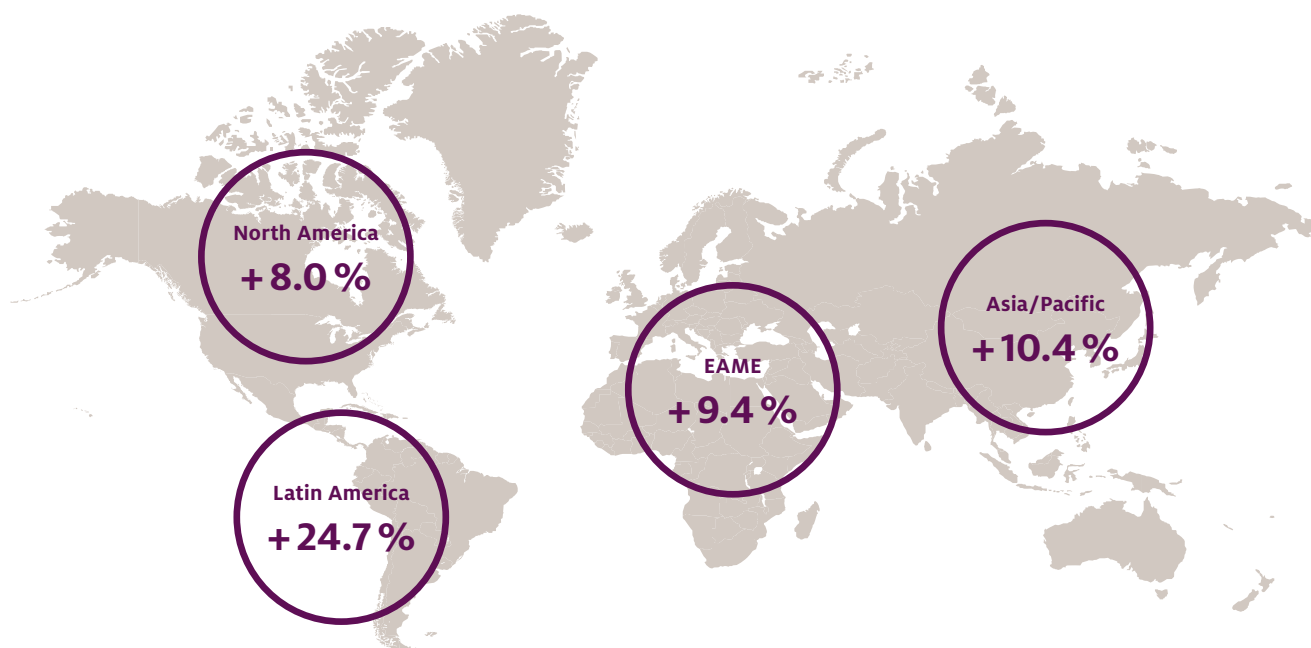 North America
+ 8.0 %
Asia/Pacific
+ 10.4 %
EAME
+ 9.4 %
Latin America
+ 24.7 %